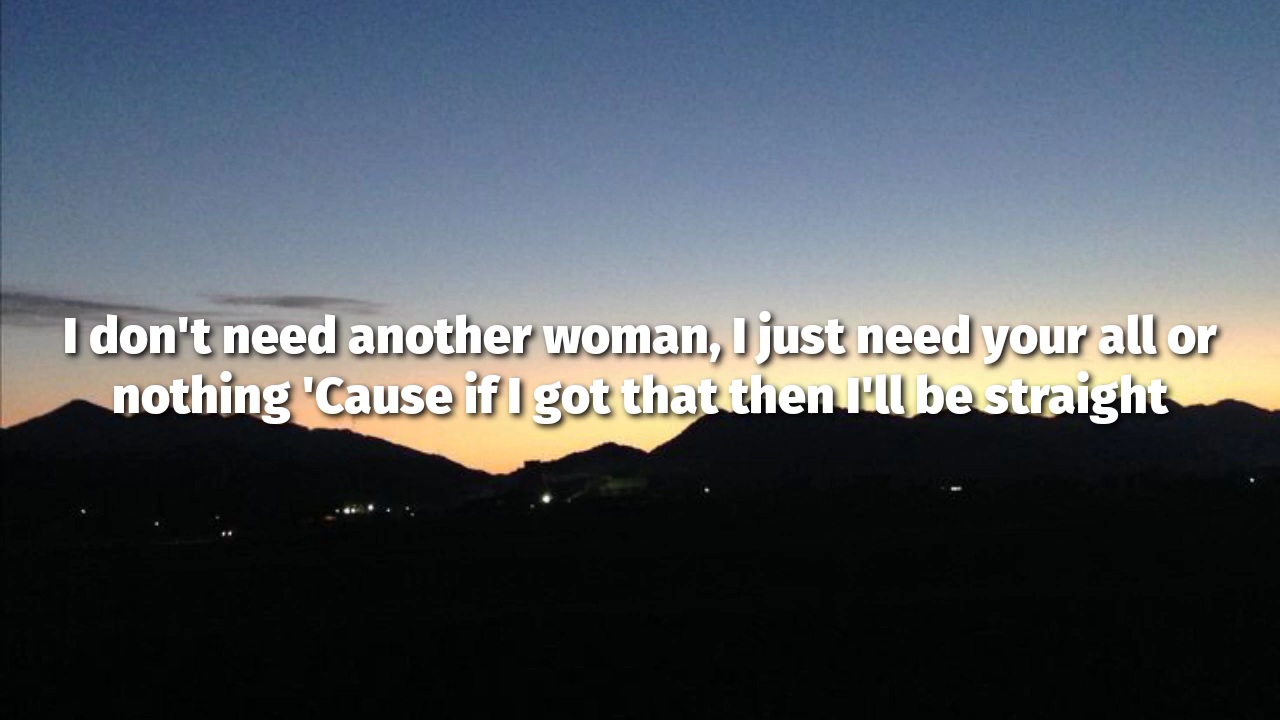 I don't need another woman, I just need your all or
nothing 'Cause if I got that then I'll be straight